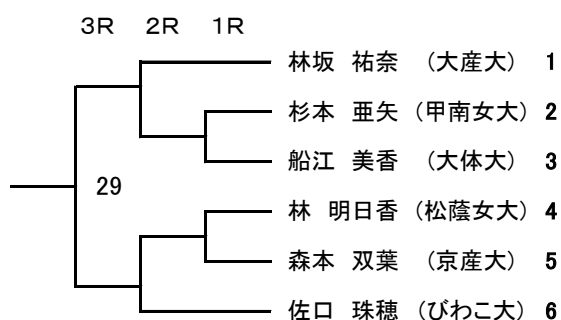 3R 2R 1R
林坂 祐奈 (大産大) 1
杉本 亜矢 (甲南女大) 2
船江 美香 (大体大) 3
29
林 明日香 (松蔭女大) 4
森本 双葉 (京産大) 5
佐口 珠穂 (びわこ大) 6